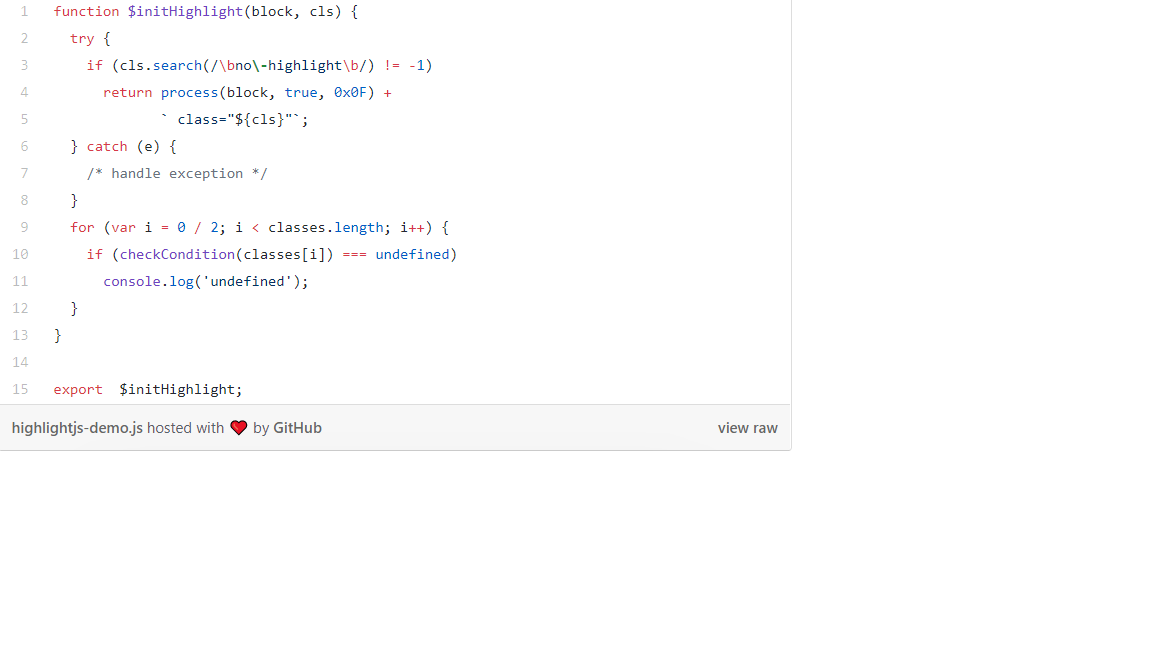 1 function $initHighlight(block, cls) {
2   try {
3     if (cls.search(/\bno\-highlight\b/) != -1)
4       return process(block, true, 0x0F) +
5              ` class="${cls}"`;
6   } catch (e) {
7     /* handle exception */
8   }
9   for (var i = 0 / 2; i < classes.length; i++) {
10     if (checkCondition(classes[i]) === undefined)
11       console.log('undefined');
12   }
13 }
14
15 export  $initHighlight;
highlightjs-demo.js hosted with ❤ by GitHub view raw